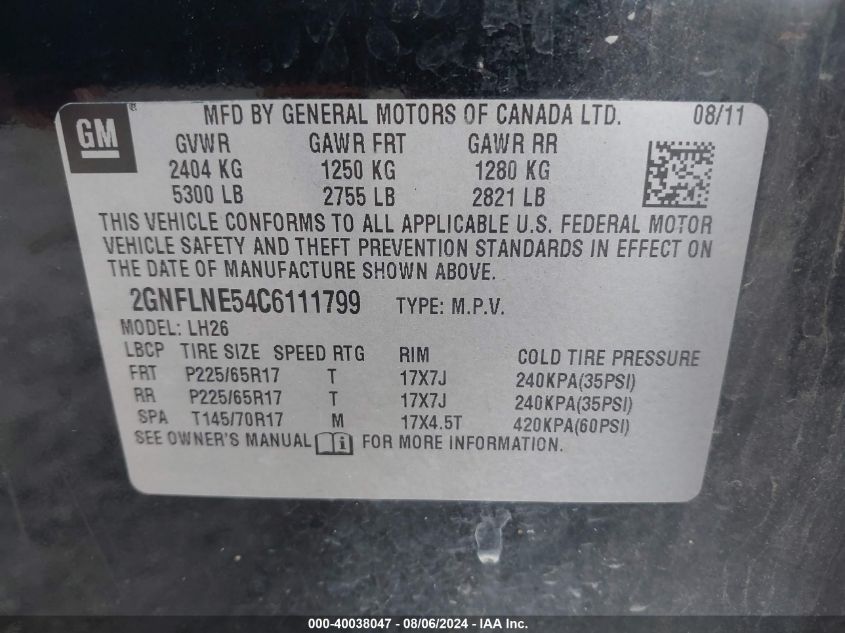 GM ® MFD BY GENERAL MOTORS OF CANADA LTD. 08/11
GVWR GAWR FRT GAWR RR
2404 KG 1250 KG 1280 KG
5300 LB 2755 LB 2821 LB
THIS VEHICLE CONFORMS TO ALL APPLICABLE U.S. FEDERAL MOTOR
VEHICLE SAFETY AND THEFT PREVENTION STANDARDS IN EFFECT ON
THE DATE OF MANUFACTURE SHOWN ABOVE.
2GNFLNE54C6111799 TYPE: M.P.V.
MODEL: LH26
LBCP TIRE SIZE SPEED RTG RIM COLD TIRE PRESSURE
FRT P225/65R17 T 17X7J 240KPA(35PSI)
RR P225/65R17 T 17X7J 240KPA(35PSI)
SPA T145/70R17 M 17X4.5T 420KPA(60PSI)
SEE OWNER'S MANUAL i FOR MORE INFORMATION.
000-40038047 - 08/06/2024 - IAA Inc.